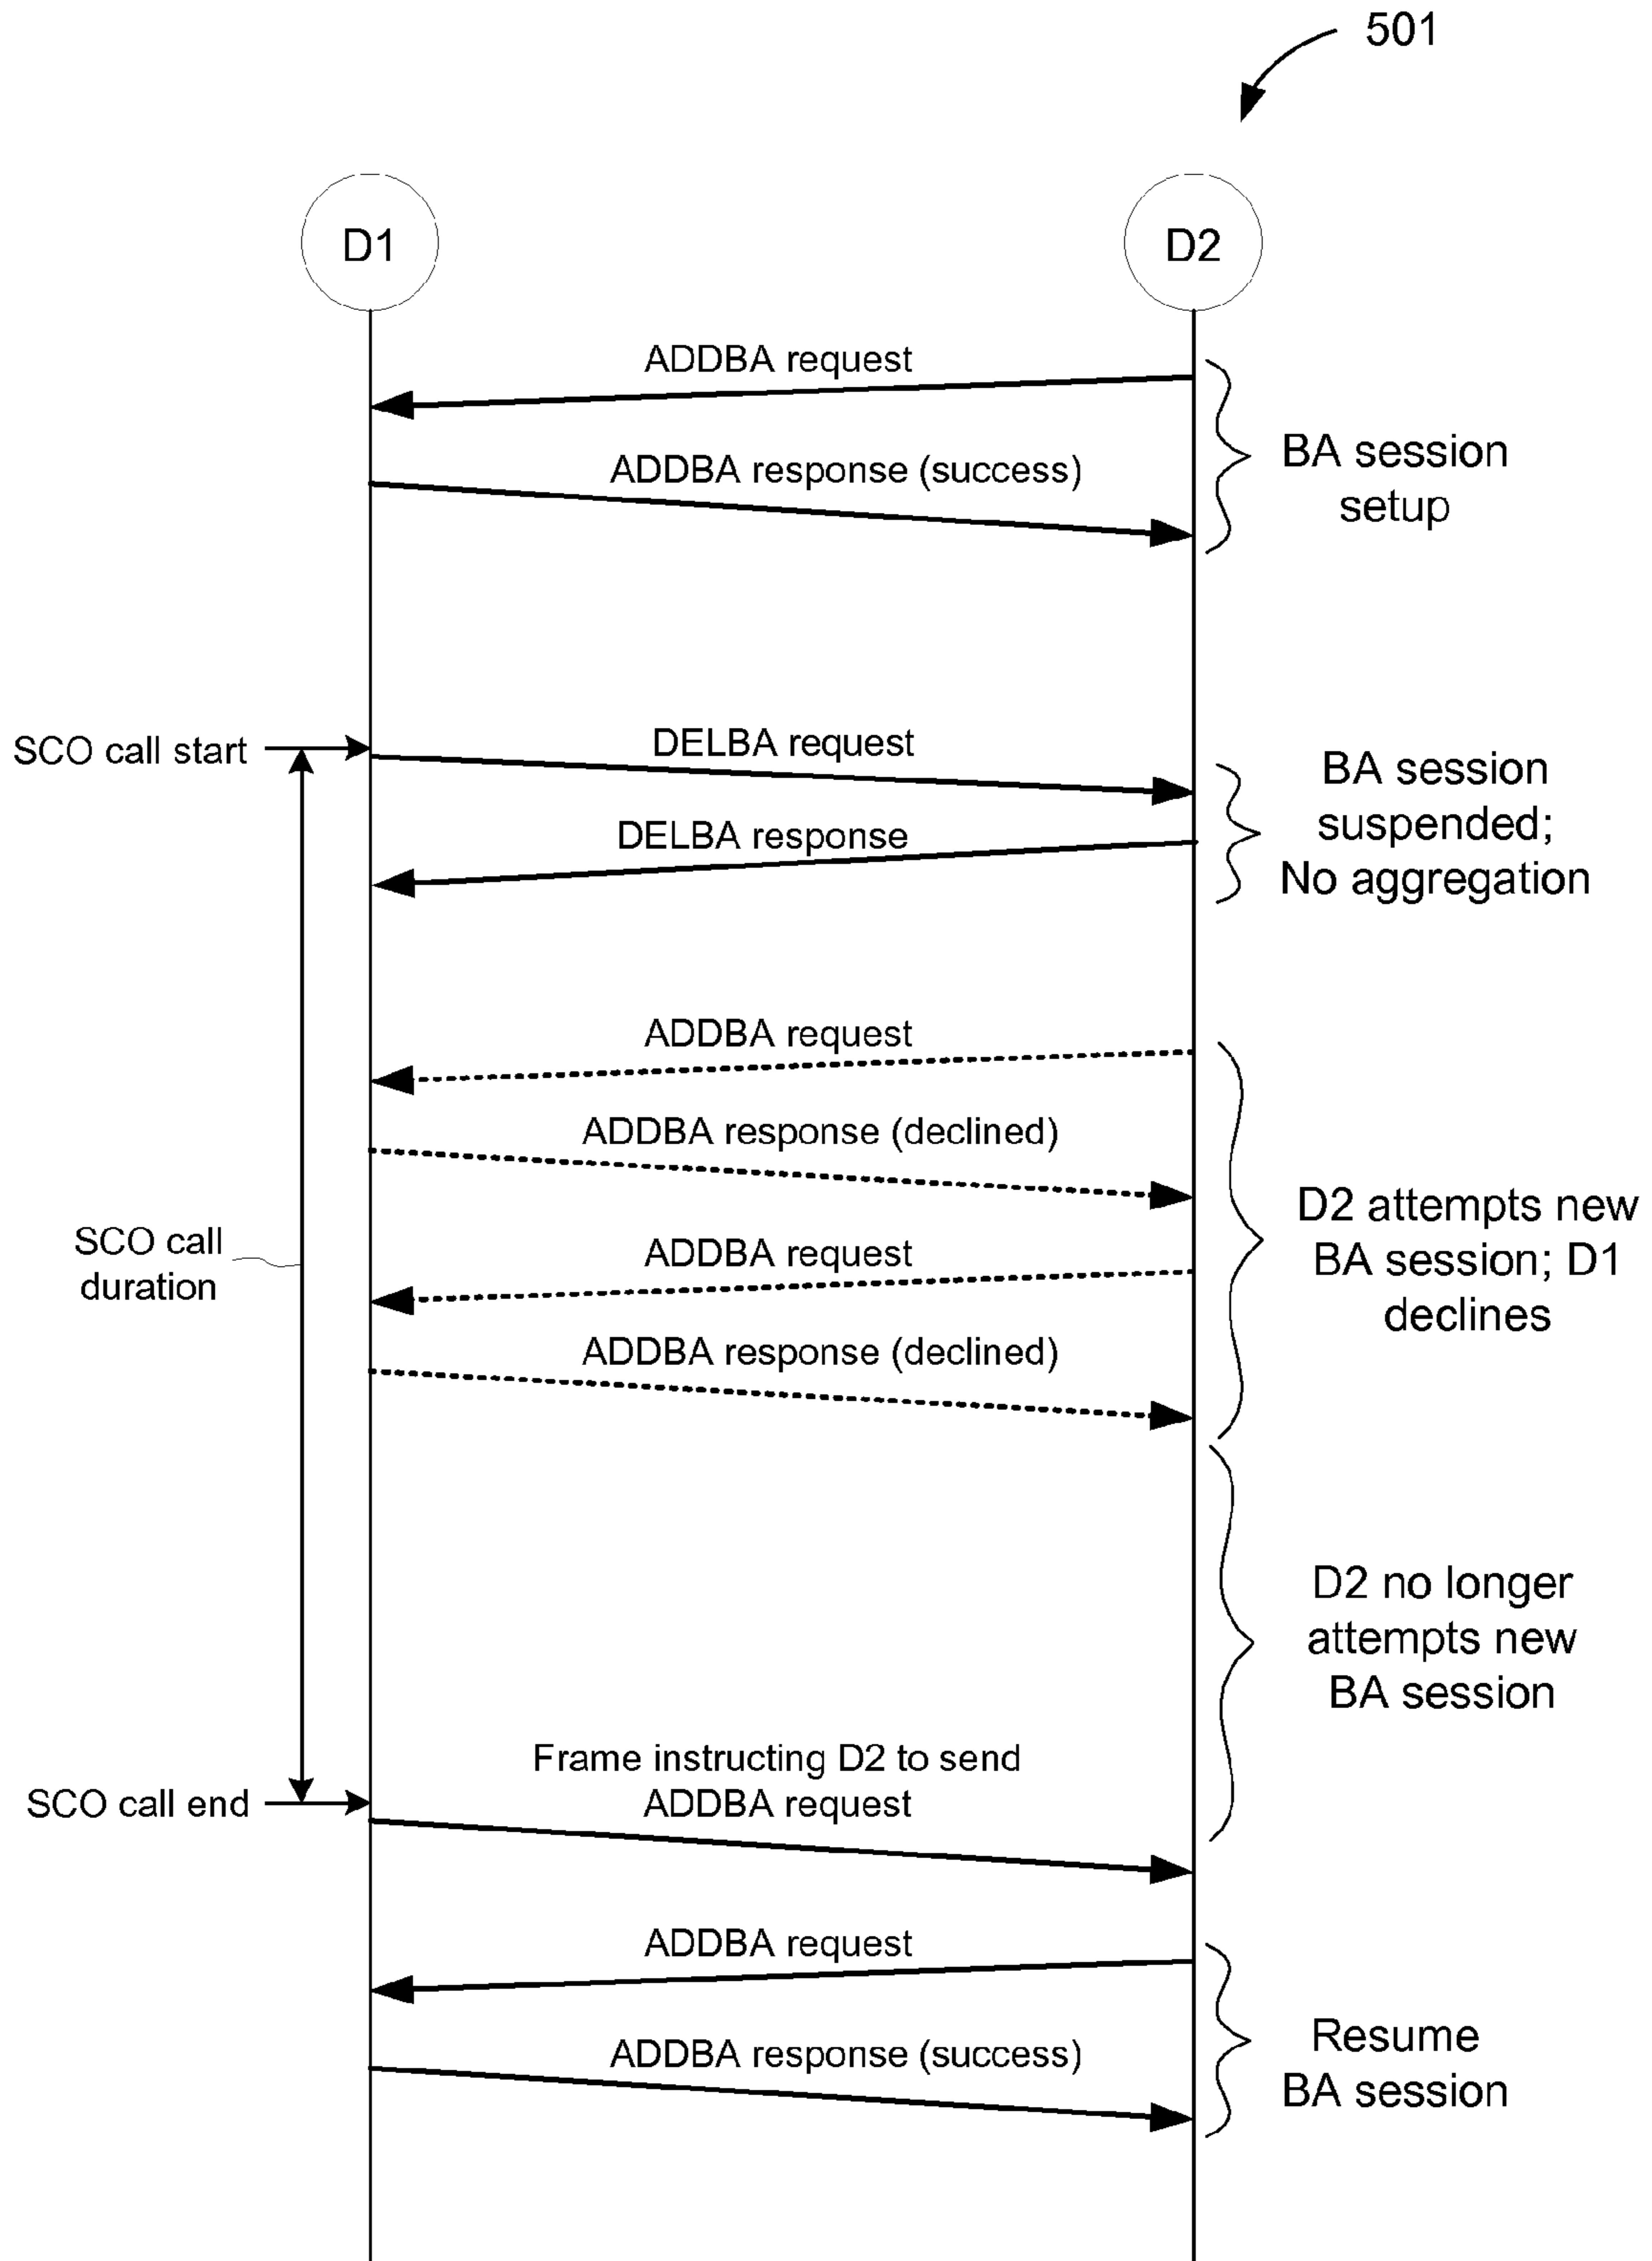 501
D1
D2
ADDBA request
ADDBA response (success)
BA session
setup
SCO call start
DELBA request
DELBA response
BA session
suspended;
No aggregation
ADDBA request
ADDBA response (declined)
SCO call
duration
ADDBA request
ADDBA response (declined)
D2 attempts new
BA session; D1
declines
D2 no longer
attempts new
BA session
SCO call end
Frame instructing D2 to send
ADDBA request
ADDBA request
ADDBA response (success)
Resume
BA session